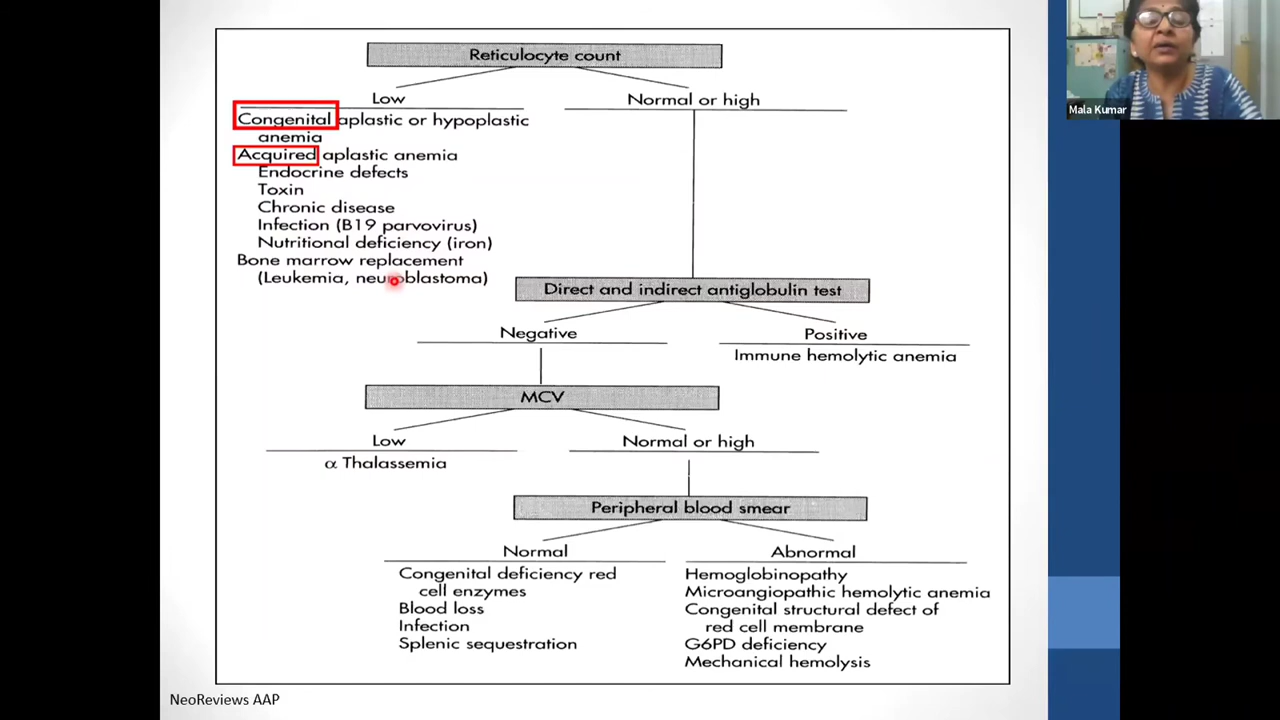 Reticulocyte count
Low
Normal or high
Congenital aplastic or hypoplastic
anemia
Acquired aplastic anemia
Endocrine defects
Toxin
Chronic disease
Infection (B19 parvovirus)
Nutritional deficiency (iron)
Bone marrow replacement
(Leukemia, neuroblastoma)
Direct and indirect antiglobulin test
Negative
Positive
Immune hemolytic anemia
MCV
Low
Normal or high
α Thalassemia
Peripheral blood smear
Normal
Abnormal
Congenital deficiency red
cell enzymes
Blood loss
Infection
Splenic sequestration
Hemoglobinopathy
Microangiopathic hemolytic anemia
Congenital structural defect of
red cell membrane
G6PD deficiency
Mechanical hemolysis
NeoReviews AAP
Mala Kumar